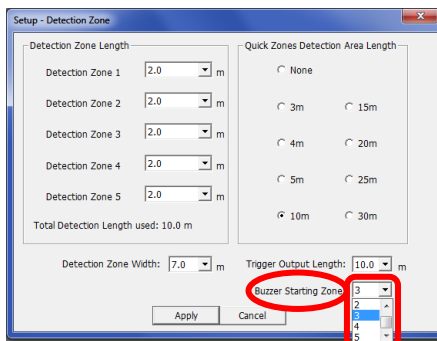 Setup - Detection Zone
Detection Zone Length
Detection Zone 1 2.0 m
Detection Zone 2 2.0 m
Detection Zone 3 2.0 m
Detection Zone 4 2.0 m
Detection Zone 5 2.0 m
Total Detection Length used: 10.0 m
Quick Zones Detection Area Length
None
3m 15m
4m 20m
5m 25m
10m 30m
Detection Zone Width: 7.0 m
Trigger Output Length: 10.0 m
Buzzer Starting Zone 3
2
3
4
5
Apply Cancel